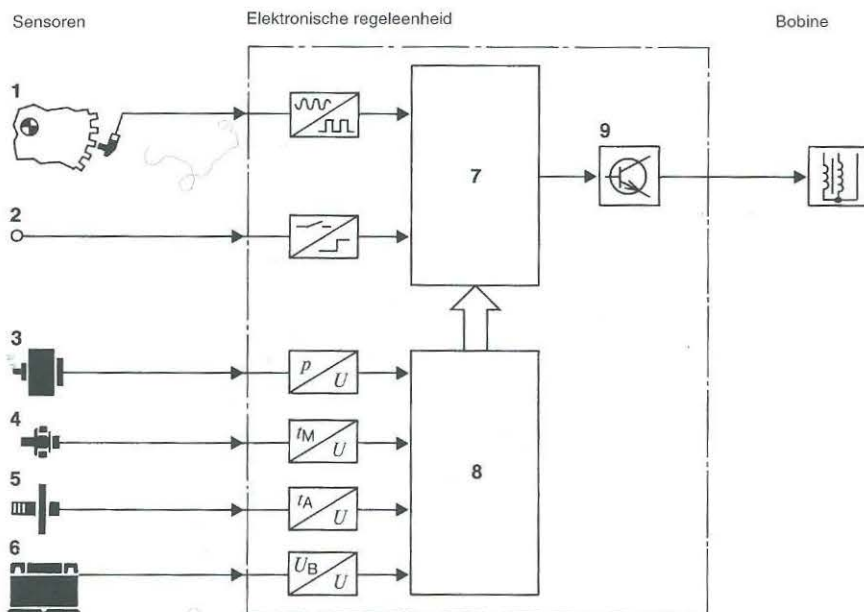 Sensoren
Elektronische regeleenheid
Bobine
1
2
3
4
5
6
7
8
9
p U
tM U
tA U
UB U